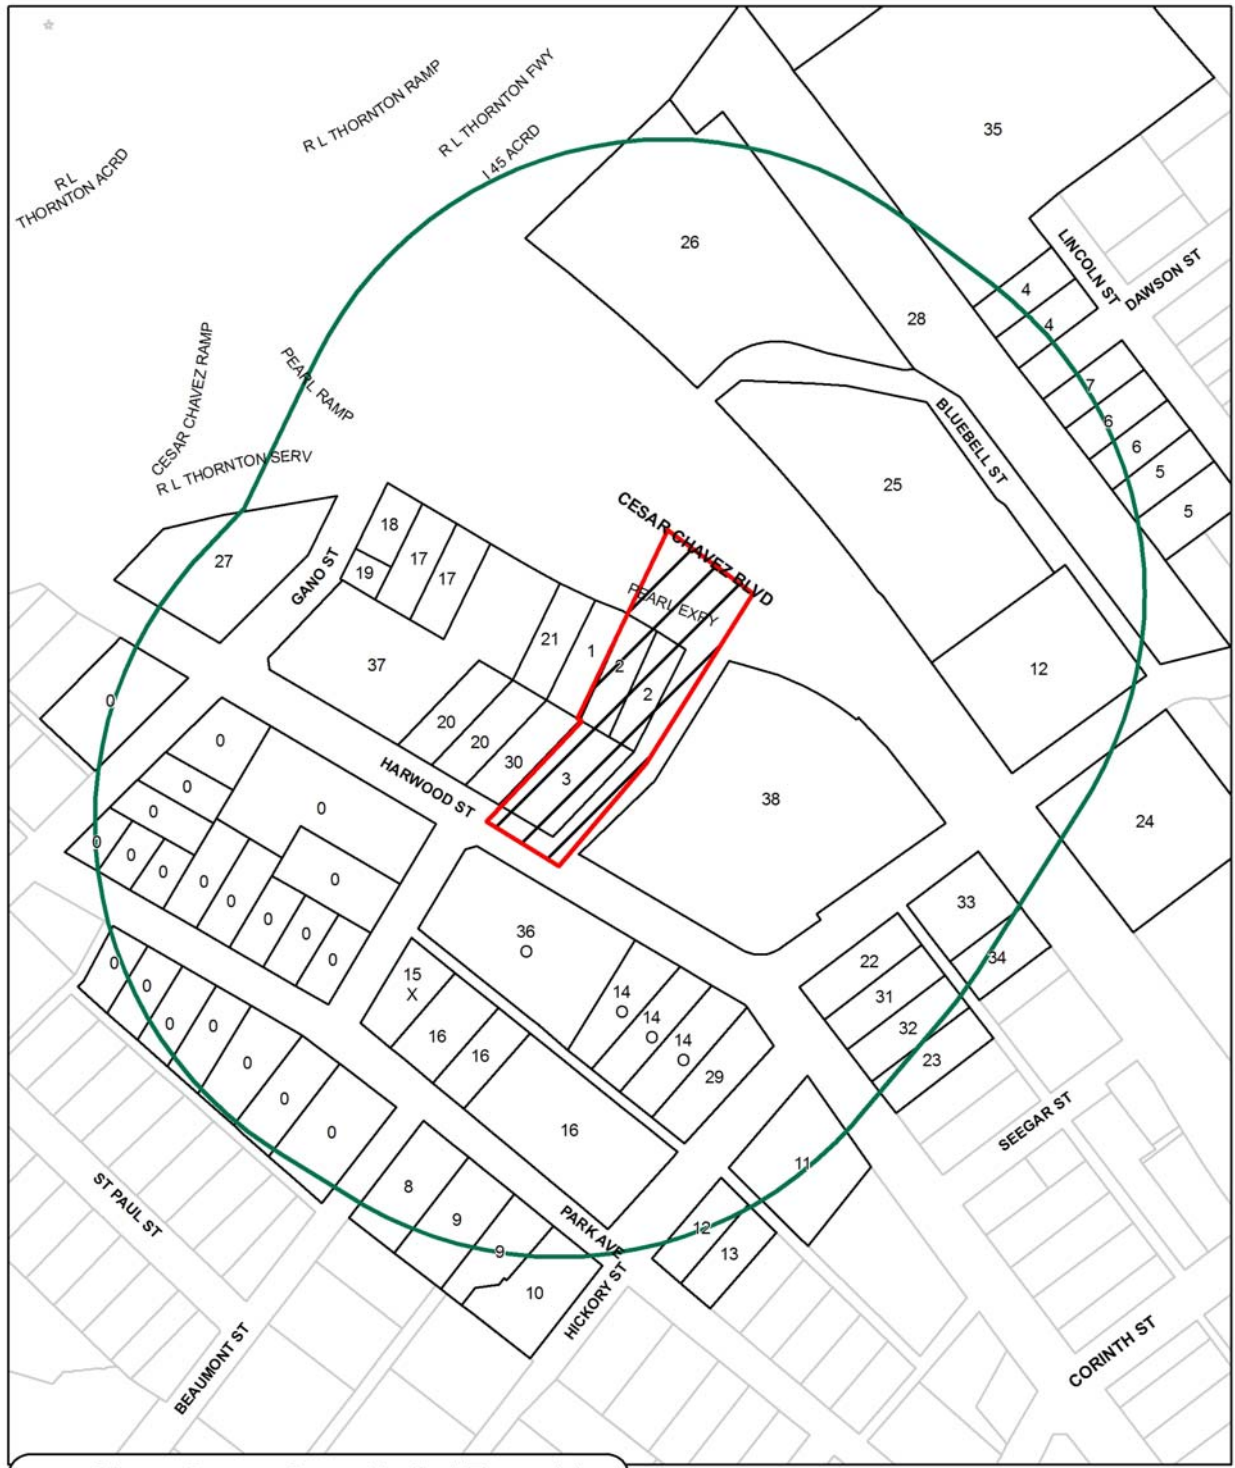 R L THORNTON RAMP
R L THORNTON FWY
I 45 ACRD
R L
THORNTON ACRD
35
26
LINCOLN ST
DAWSON ST
4
28
4
CESAR CHAVEZ RAMP
PEARL RAMP
7
BLUEBELL ST
6
6
R L THORNTON SERV
5
25
CESAR CHAVEZ BLVD
5
18
27
GANO ST
17
19
17
PEARL EXPY
21
1
37
2
12
2
0
20
0
20
30
3
HARWOOD ST
0
38
0
0
24
0
0
0
0
0
0
33
0
0
36
O
0
22
34
0
15
X
14
O
31
0
14
O
0
0
16
14
O
32
16
23
0
29
0
SEEGAR ST
0
16
11
8
ST PAUL ST
9
PARK AVE
12
9
13
10
HICKORY ST
BEAUMONT ST
CORINTH ST